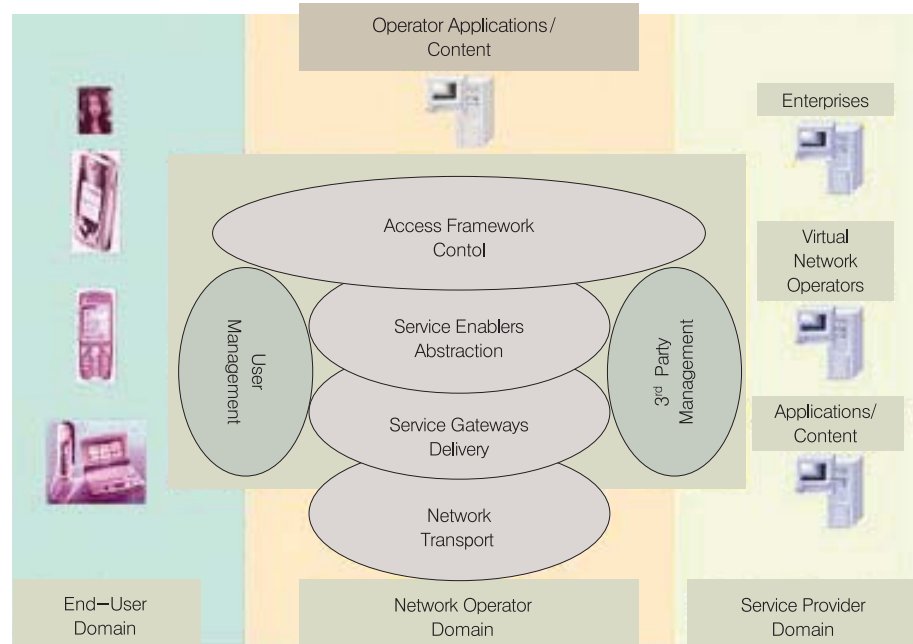 Operator Applications/
Content
Enterprises
Access Framework
Contol
Virtual
Network
Operators
User
Management
Service Enablers
Abstraction
3rd Party
Management
Applications/
Content
Service Gateways
Delivery
Network
Transport
End-User
Domain
Network Operator
Domain
Service Provider
Domain